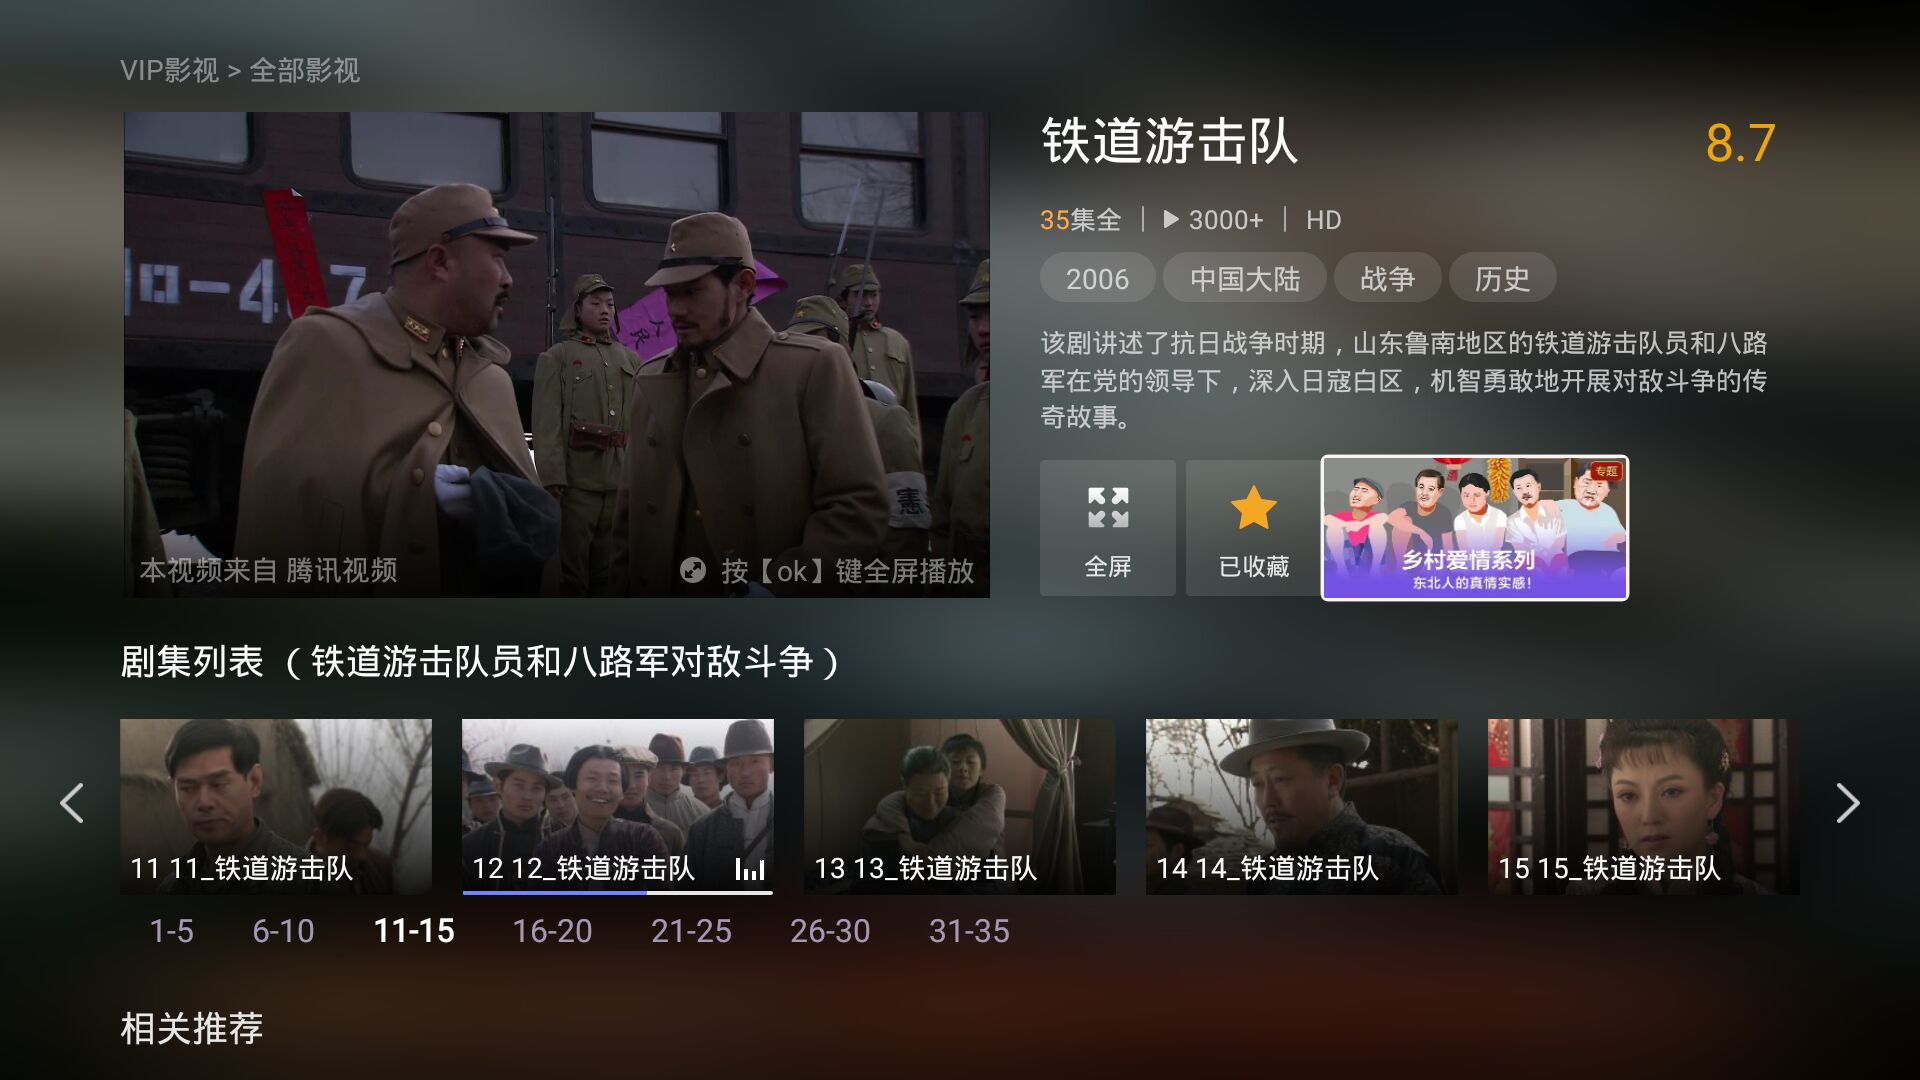 VIP影视 > 全部影视
铁道游击队
8.7
35集全 | 3000+ | HD
2006 中国大陆 战争 历史
该剧讲述了抗日战争时期，山东鲁南地区的铁道游击队员和八路
军在党的领导下，深入日寇白区，机智勇敢地开展对敌斗争的传
奇故事。
人民
憲
本视频来自 腾讯视频
按【ok】键全屏播放
全屏
已收藏
专题
乡村爱情系列
东北人的真情实感!
剧集列表 （铁道游击队员和八路军对敌斗争）
11 11_铁道游击队
12 12_铁道游击队
13 13_铁道游击队
14 14_铁道游击队
15 15_铁道游击队
1-5 6-10 11-15 16-20 21-25 26-30 31-35
相关推荐